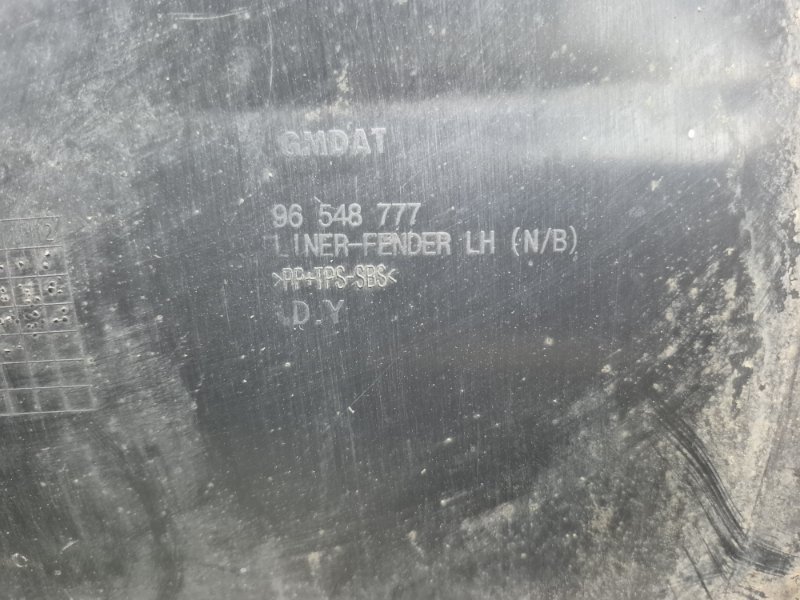 GMDAT
96 548 777
LINER-FENDER LH (N/B)
>PP+TPS-SBS<
D.Y